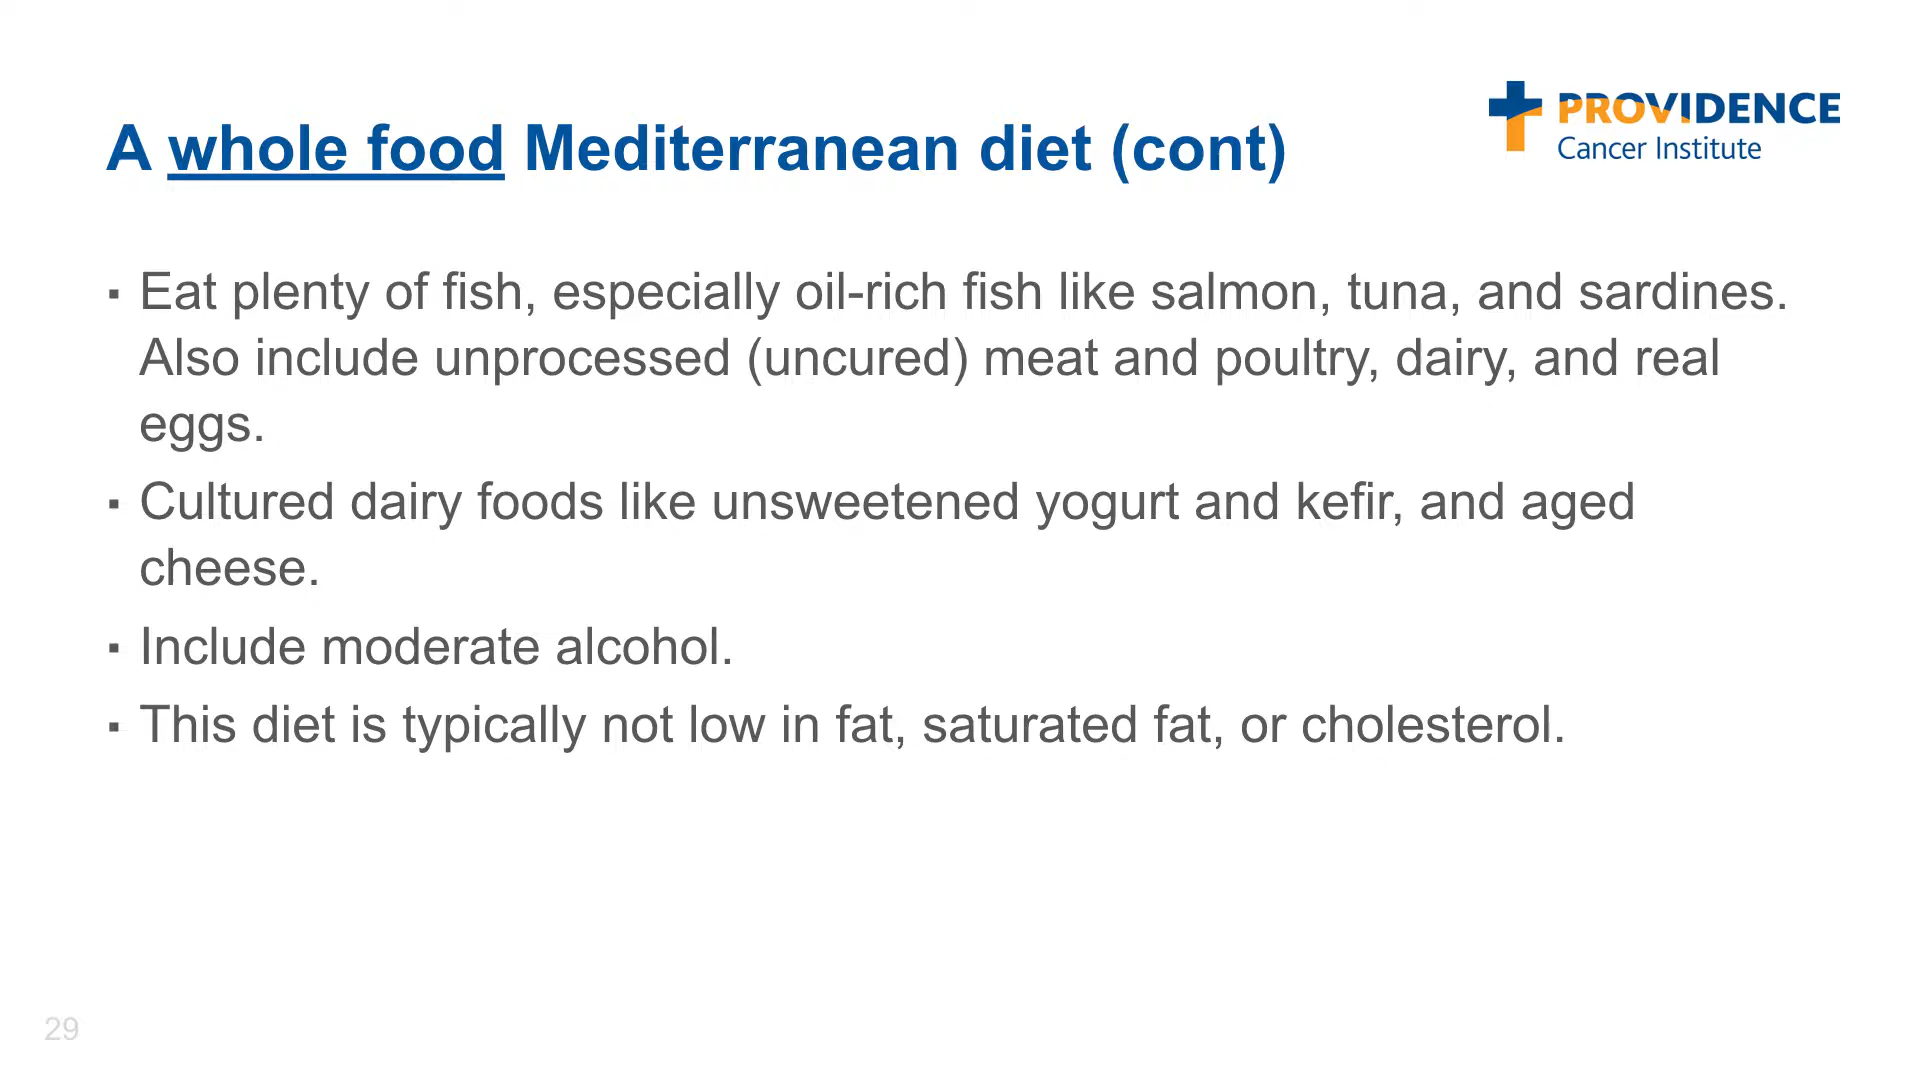 PROVIDENCE
Cancer Institute
A whole food Mediterranean diet (cont)
▪ Eat plenty of fish, especially oil-rich fish like salmon, tuna, and sardines.
Also include unprocessed (uncured) meat and poultry, dairy, and real
eggs.
▪ Cultured dairy foods like unsweetened yogurt and kefir, and aged
cheese.
▪ Include moderate alcohol.
▪ This diet is typically not low in fat, saturated fat, or cholesterol.
29